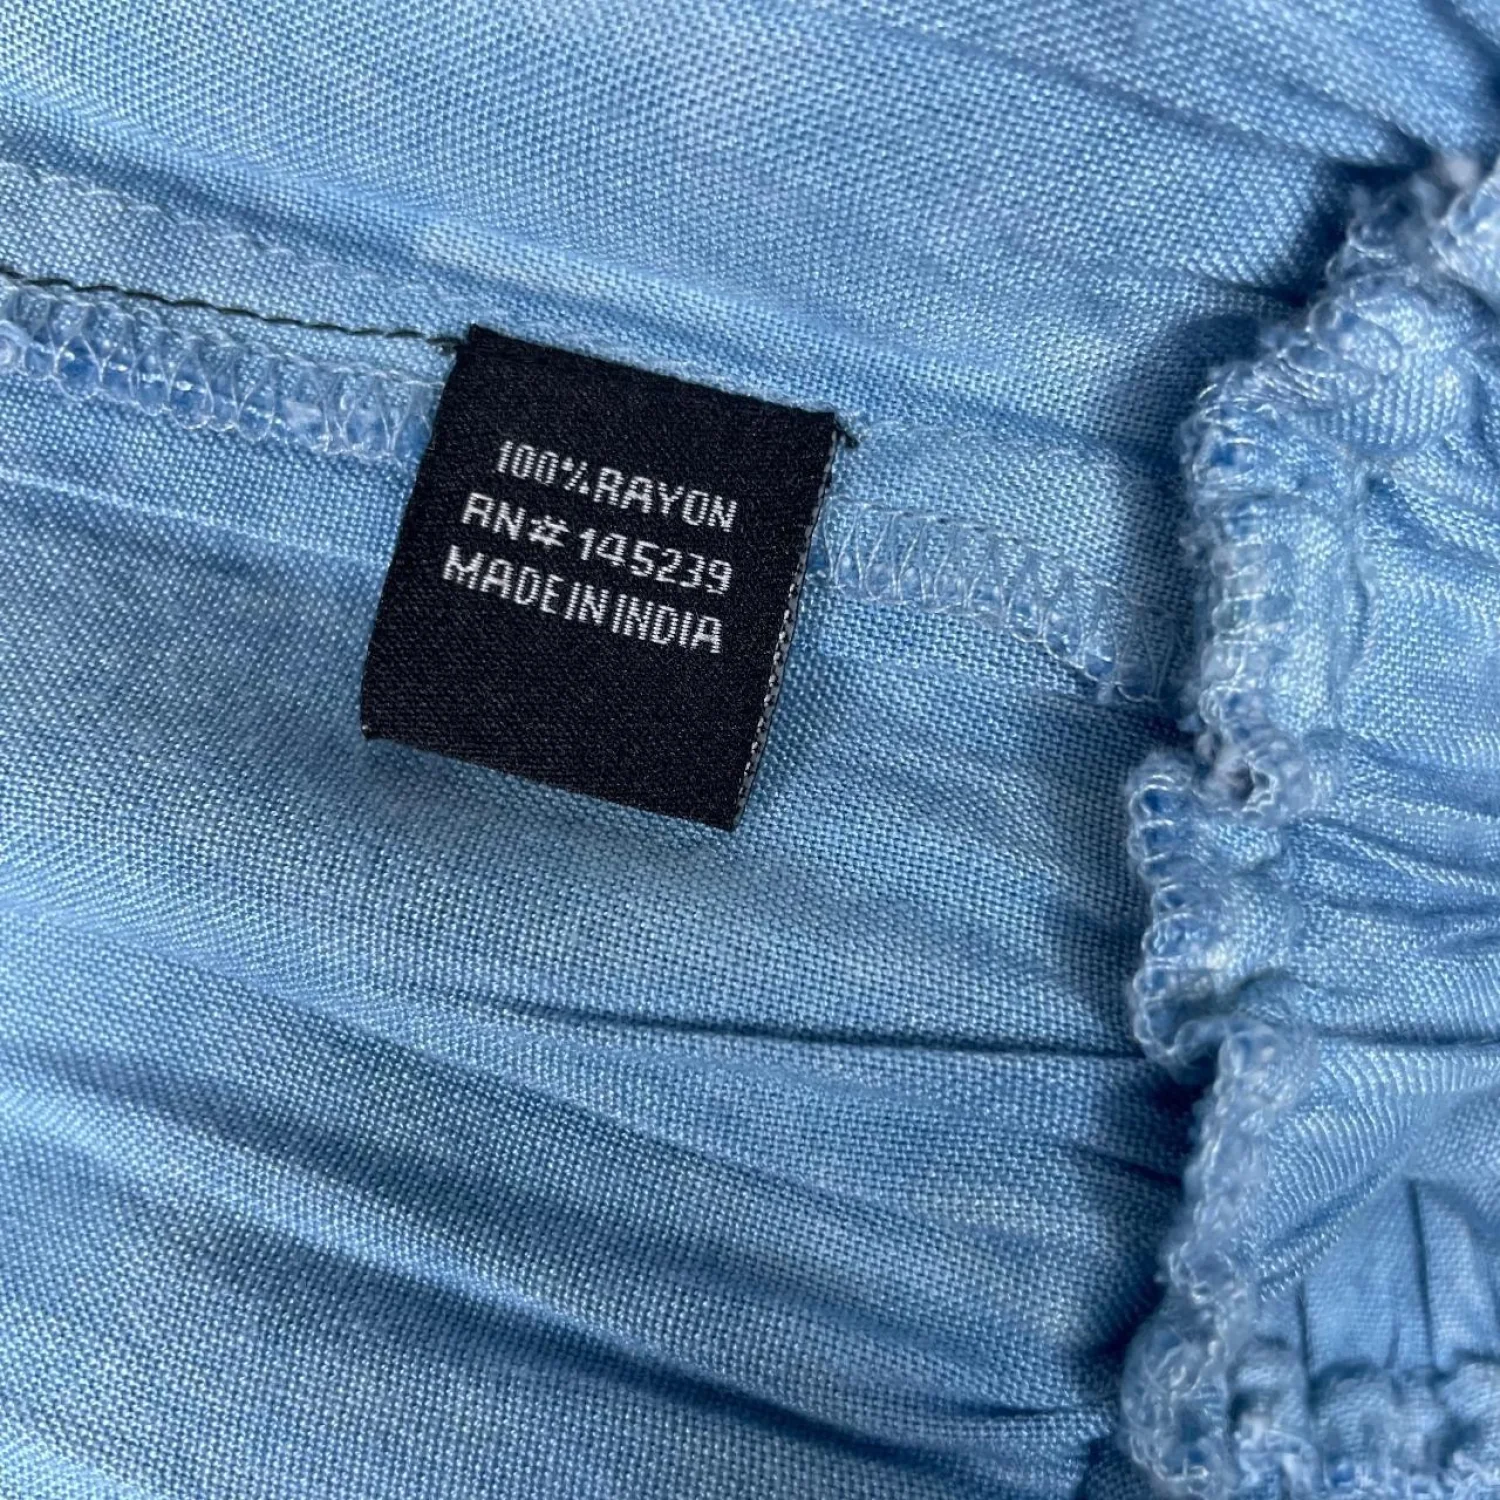 100% RAYON
RN# 145239
MADE IN INDIA